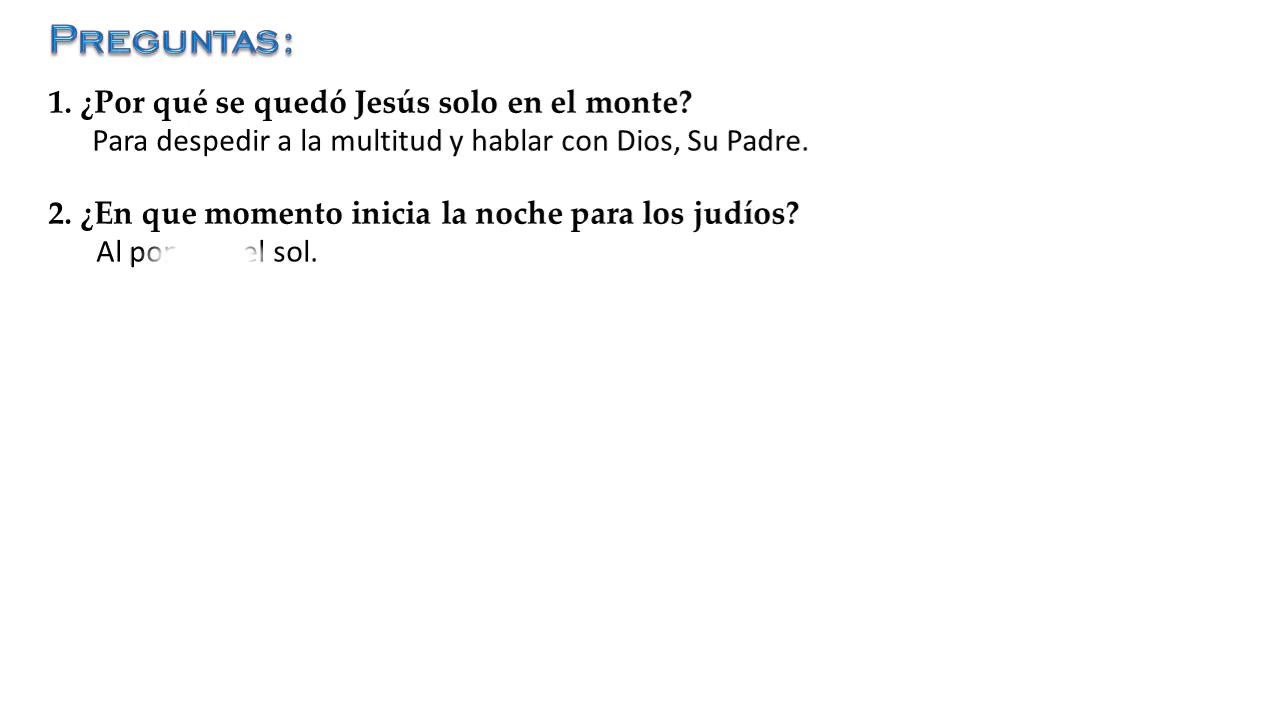 PREGUNTAS:
1. ¿Por qué se quedó Jesús solo en el monte?
Para despedir a la multitud y hablar con Dios, Su Padre.
2. ¿En que momento inicia la noche para los judíos?
Al el sol.